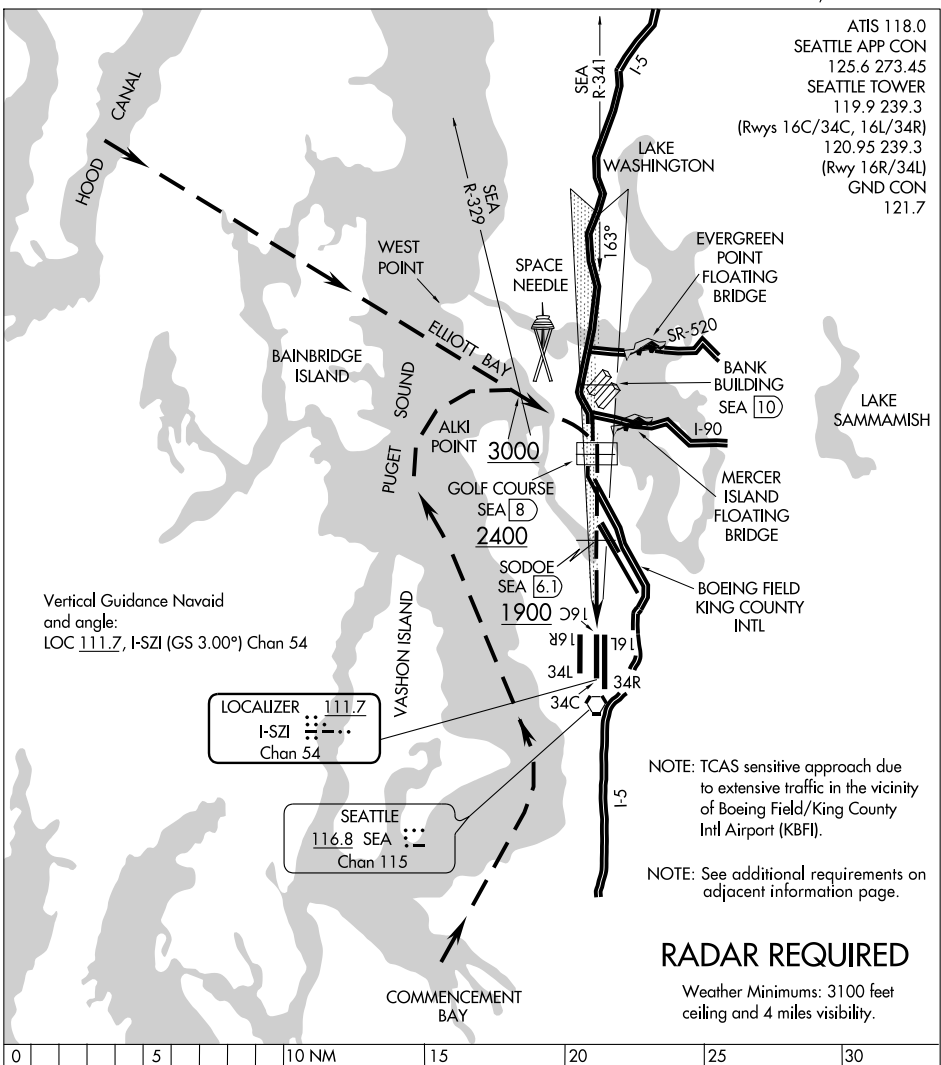 ATIS 118.0
SEATTLE APP CON
125.6 273.45
SEATTLE TOWER
119.9 239.3
(Rwys 16C/34C, 16L/34R)
120.95 239.3
(Rwy 16R/34L)
GND CON
121.7
HOOD CANAL
SEA
R-341
I-5
LAKE
WASHINGTON
SEA
R-329
163°
WEST
POINT
SPACE
NEEDLE
EVERGREEN
POINT
FLOATING
BRIDGE
SR-520
ELLIOTT BAY
BAINBRIDGE
ISLAND
PUGET SOUND
BANK
BUILDING
SEA 10
LAKE
SAMMAMISH
I-90
ALKI
POINT
3000
GOLF COURSE
SEA 8
2400
MERCER
ISLAND
FLOATING
BRIDGE
SODOE
SEA 6.1
1900
BOEING FIELD
KING COUNTY
INTL
Vertical Guidance Navaid
and angle:
LOC 111.7, I-SZI (GS 3.00°) Chan 54
VASHON ISLAND
16C
16R
16L
34L
34R
34C
LOCALIZER 111.7
I-SZI
Chan 54
SEATTLE
116.8 SEA
Chan 115
I-5
NOTE: TCAS sensitive approach due
to extensive traffic in the vicinity
of Boeing Field/King County
Intl Airport (KBFI).
NOTE: See additional requirements on
adjacent information page.
RADAR REQUIRED
Weather Minimums: 3100 feet
ceiling and 4 miles visibility.
COMMENCEMENT
BAY
0 5 10 NM 15 20 25 30